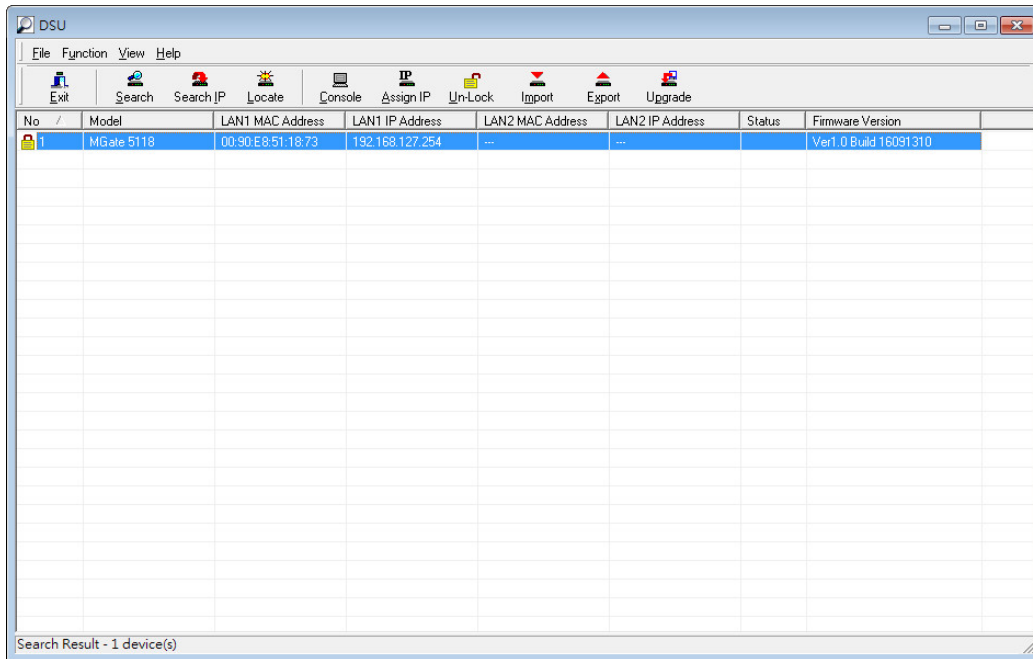 DSU
File Function View Help
Exit Search Search IP Locate Console Assign IP Un-Lock Import Export Upgrade
No / Model LAN1 MAC Address LAN1 IP Address LAN2 MAC Address LAN2 IP Address Status Firmware Version
1 MGate 5118 00:90:E8:51:18:73 192.168.127.254 --- --- Ver1.0 Build 16091310
Search Result - 1 device(s)